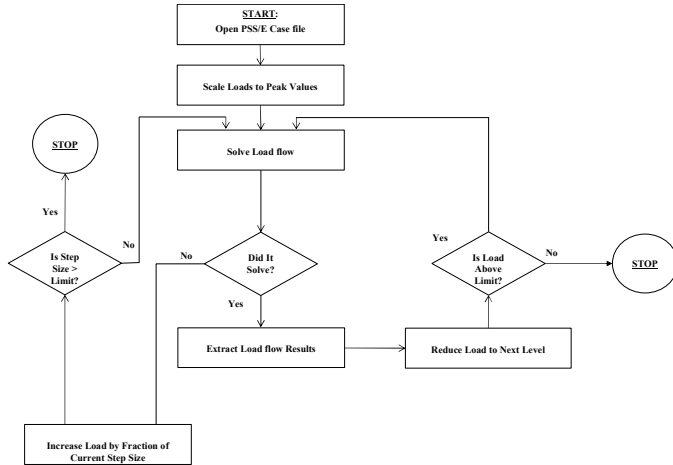 START:
Open PSS/E Case file
Scale Loads to Peak Values
Solve Load flow
STOP
Yes
Is Step
Size >
Limit?
No
No
Did It
Solve?
Yes
Yes
Is Load
Above
Limit?
No
STOP
Extract Load flow Results
Reduce Load to Next Level
Increase Load by Fraction of
Current Step Size